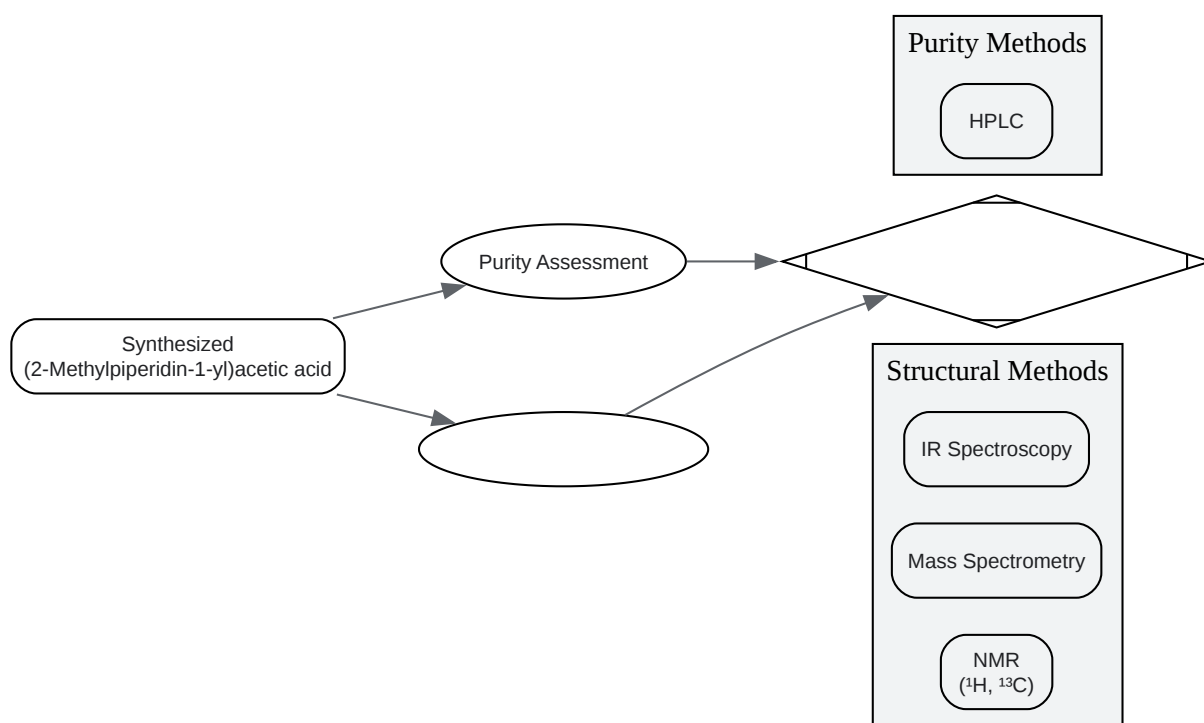 Purity Methods
HPLC
Purity Assessment
Synthesized
(2-Methylpiperidin-1-yl)acetic acid
Structural Methods
IR Spectroscopy
Mass Spectrometry
NMR
(¹H, ¹³C)